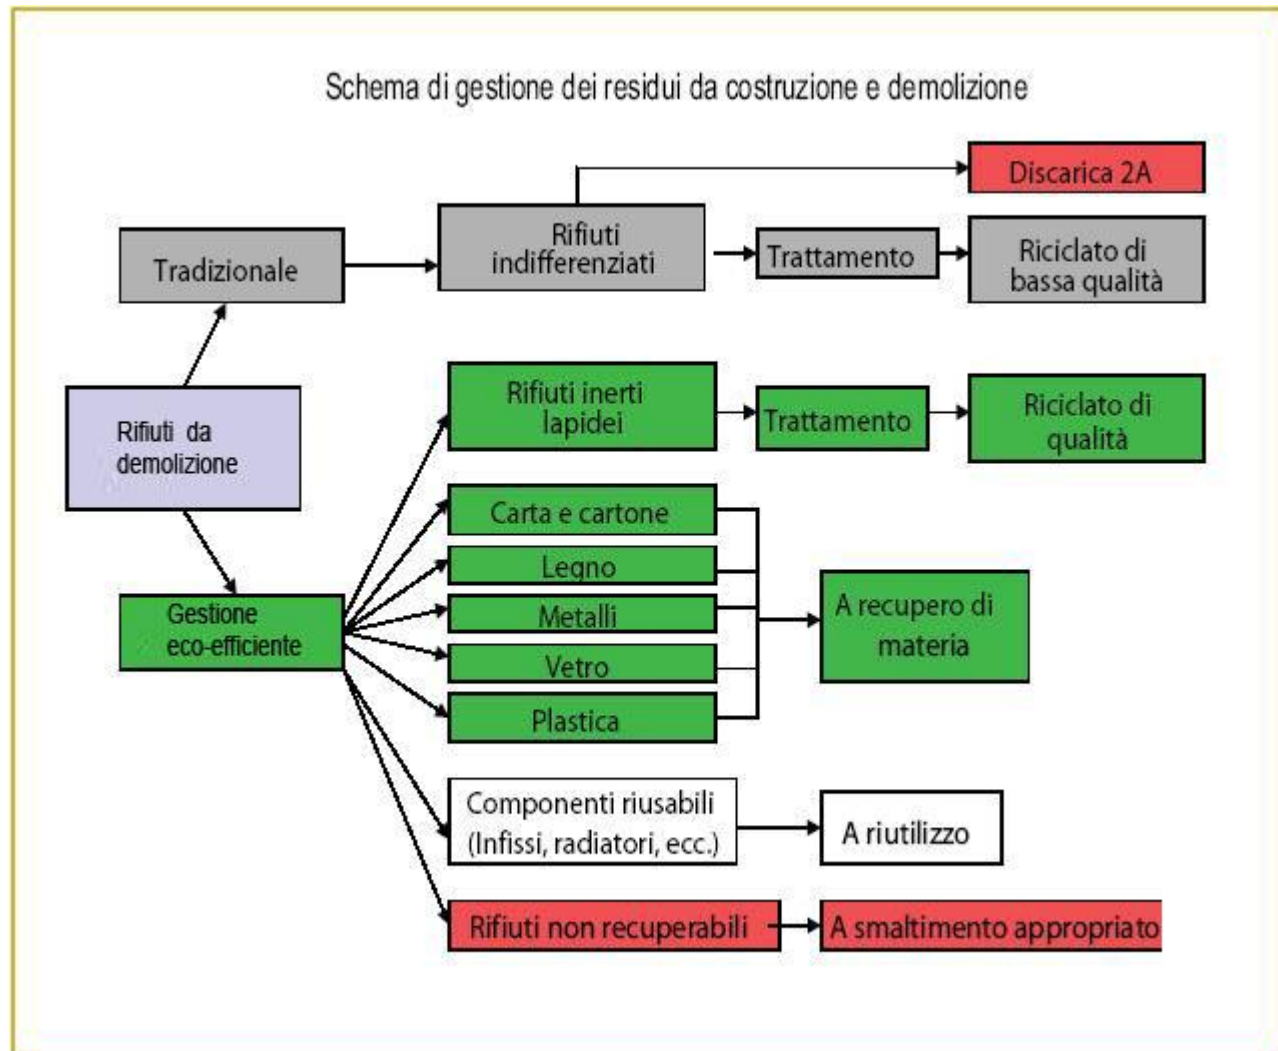 Schema di gestione dei residui da costruzione e demolizione
Discarica 2A
Tradizionale
Rifiuti
indifferenziati
Trattamento
Riciclato di
bassa qualità
Rifiuti da
demolizione
Rifiuti inerti
lapidei
Trattamento
Riciclato di
qualità
Carta e cartone
Legno
Metalli
Vetro
Plastica
A recupero di
materia
Gestione
eco-efficiente
Componenti riusabili
(Infissi, radiatori, ecc.)
A riutilizzo
Rifiuti non recuperabili
A smaltimento appropriato